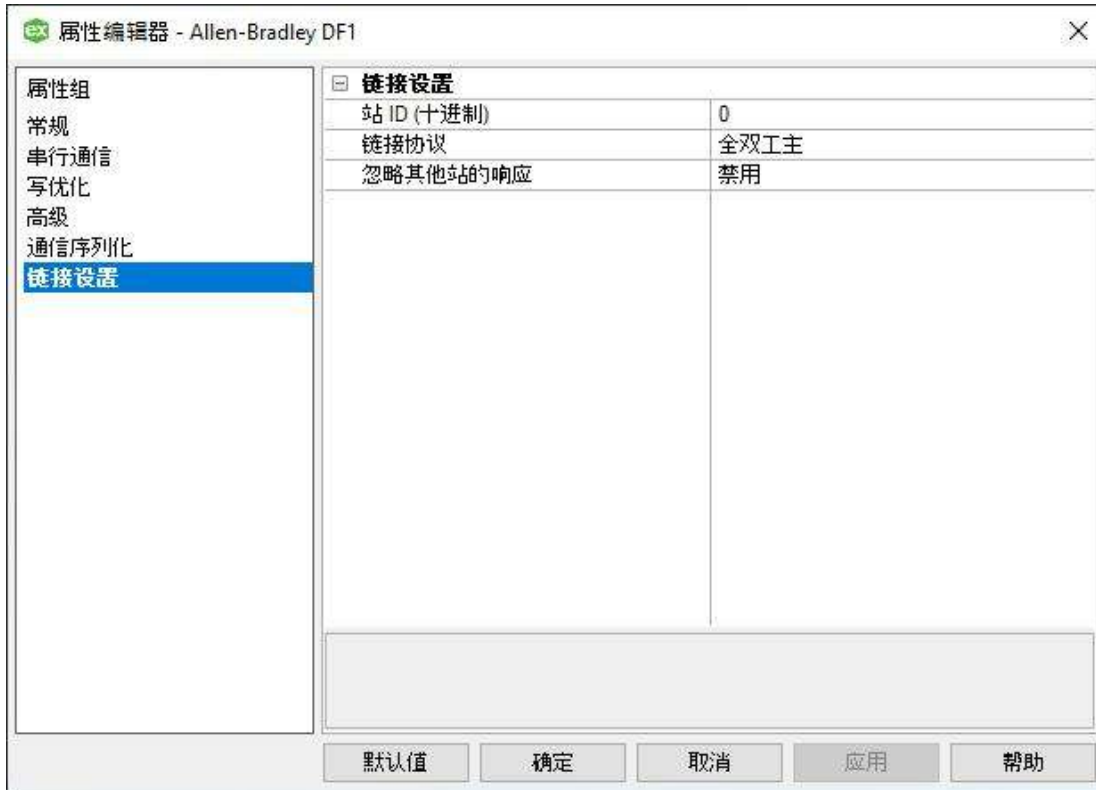 属性编辑器 - Allen-Bradley DF1
属性组
常规
串行通信
写优化
高级
通信序列化
链接设置
链接设置
站 ID (十进制) 0
链接协议 全双工主
忽略其他站的响应 禁用
默认值 确定 取消 应用 帮助